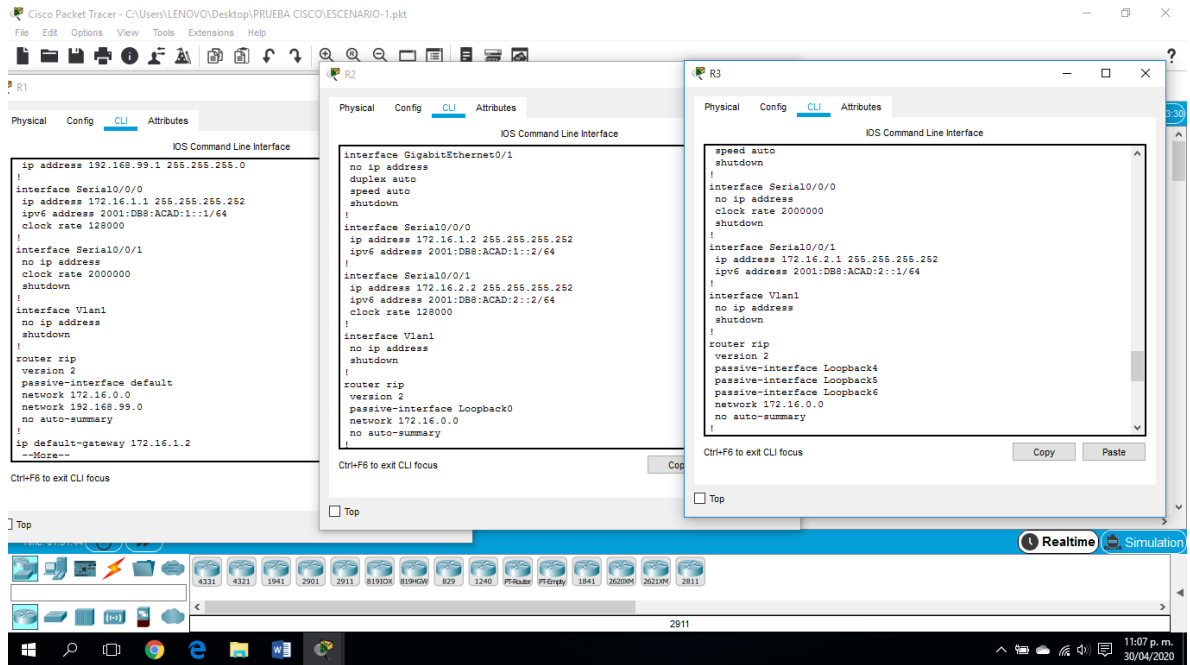 Cisco Packet Tracer - C:\Users\LENOVO\Desktop\PRUEBA CISCO\ESCENARIO-1.pkt
File Edit Options View Tools Extensions Help
?
R1
Physical Config CLI Attributes
IOS Command Line Interface
ip address 192.168.99.1 255.255.255.0
!
interface Serial0/0/0
ip address 172.16.1.1 255.255.255.252
ipv6 address 2001:DB8:ACAD:1::1/64
clock rate 128000
!
interface Serial0/0/1
no ip address
clock rate 2000000
shutdown
!
interface Vlan1
no ip address
shutdown
!
router rip
version 2
passive-interface default
network 172.16.0.0
network 192.168.99.0
no auto-summary
!
ip default-gateway 172.16.1.2
--More--
Ctrl+F6 to exit CLI focus
Top
R2
Physical Config CLI Attributes
IOS Command Line Interface
interface GigabitEthernet0/1
no ip address
duplex auto
speed auto
shutdown
!
interface Serial0/0/0
ip address 172.16.1.2 255.255.255.252
ipv6 address 2001:DB8:ACAD:1::2/64
!
interface Serial0/0/1
ip address 172.16.2.2 255.255.255.252
ipv6 address 2001:DB8:ACAD:2::2/64
clock rate 128000
!
interface Vlan1
no ip address
shutdown
!
router rip
version 2
passive-interface Loopback0
network 172.16.0.0
no auto-summary
!
Ctrl+F6 to exit CLI focus
Cop
Top
R3
Physical Config CLI Attributes
IOS Command Line Interface
speed auto
shutdown
!
interface Serial0/0/0
no ip address
clock rate 2000000
shutdown
!
interface Serial0/0/1
ip address 172.16.2.1 255.255.255.252
ipv6 address 2001:DB8:ACAD:2::1/64
!
interface Vlan1
no ip address
shutdown
!
router rip
version 2
passive-interface Loopback4
passive-interface Loopback5
passive-interface Loopback6
network 172.16.0.0
no auto-summary
!
Ctrl+F6 to exit CLI focus
Copy Paste
Top
3:30
Realtime Simulation
4331 4321 1941 2901 2911 819IOX 819HGW 829 1240 PT-Router PT-Empty 1841 2620XM 2621XM 2811
2911
11:07 p. m.
30/04/2020